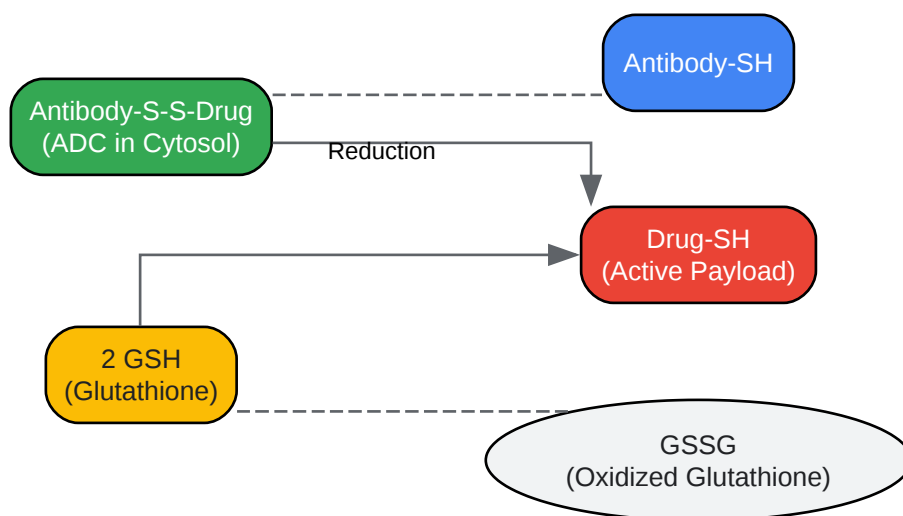 Antibody-SH
Antibody-S-S-Drug
(ADC in Cytosol)
Reduction
Drug-SH
(Active Payload)
2 GSH
(Glutathione)
GSSG
(Oxidized Glutathione)